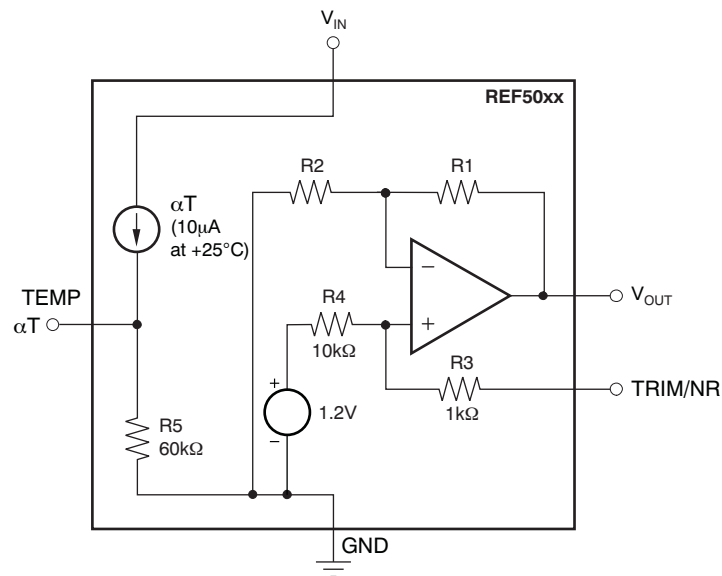 V_IN
REF50xx
R2
R1
αT
(10μA
at +25°C)
−
TEMP
αT
R4
+
V_OUT
10kΩ
R3
+
1.2V
TRIM/NR
1kΩ
R5
60kΩ
−
GND